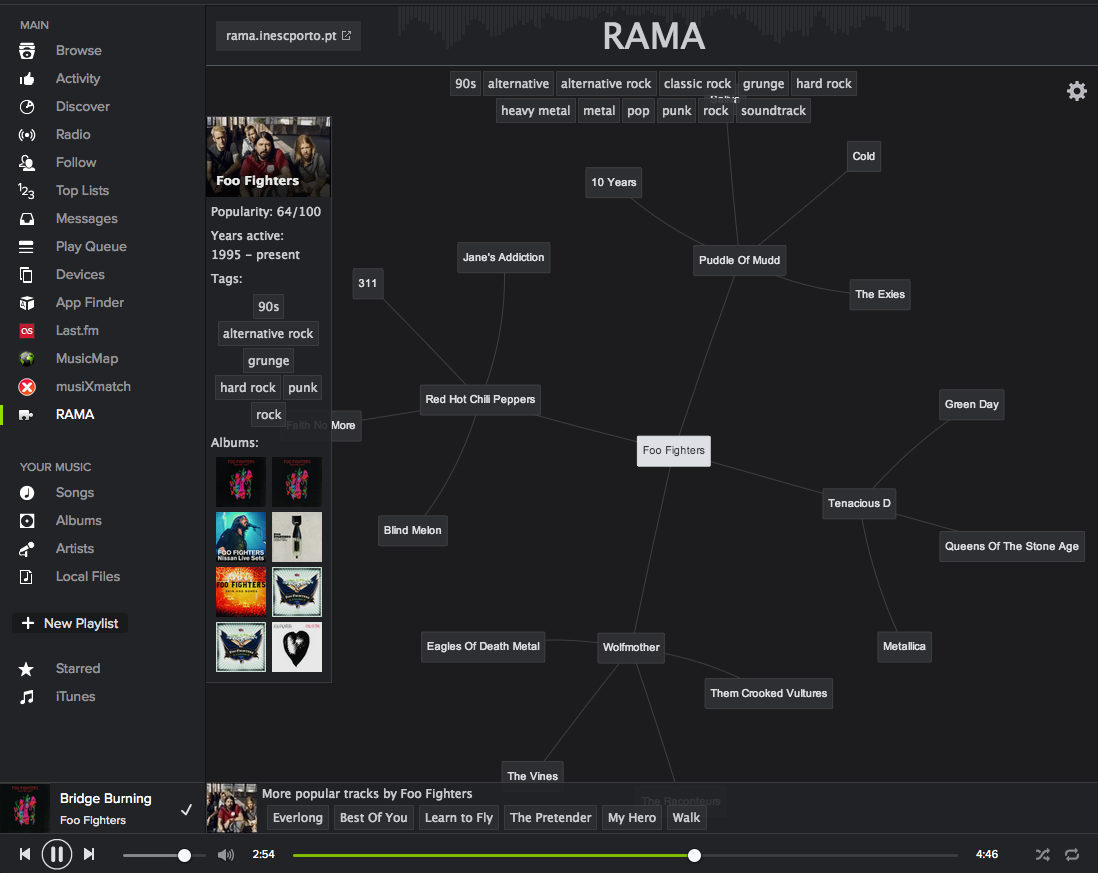 MAIN
Browse
Activity
Discover
Radio
Follow
Top Lists
Messages
Play Queue
Devices
App Finder
Last.fm
MusicMap
musiXmatch
RAMA
YOUR MUSIC
Songs
Albums
Artists
Local Files
New Playlist
Starred
iTunes
Bridge Burning
Foo Fighters
rama.inescporto.pt
RAMA
90s alternative alternative rock classic rock grunge hard rock
heavy metal metal pop punk rock soundtrack
Foo Fighters
Popularity: 64/100
Years active:
1995 – present
Tags:
90s
alternative rock
grunge
hard rock punk
rock
Albums:
FOO FIGHTERS
Nissan Live Sets
FOO FIGHTERS
SKIN AND BONES
Cold
10 Years
Puddle Of Mudd
The Exies
Jane's Addiction
311
Red Hot Chili Peppers
Faith No More
Blind Melon
Foo Fighters
Green Day
Tenacious D
Queens Of The Stone Age
Metallica
Eagles Of Death Metal
Wolfmother
Them Crooked Vultures
The Vines
The Raconteurs
More popular tracks by Foo Fighters
Everlong Best Of You Learn to Fly The Pretender My Hero Walk
2:54
4:46